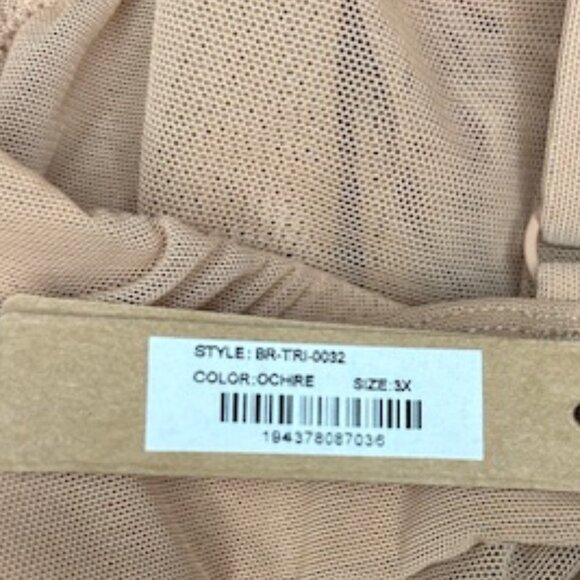 STYLE: BR-TRI-0032
COLOR:OCHRE SIZE:3X
194378087036